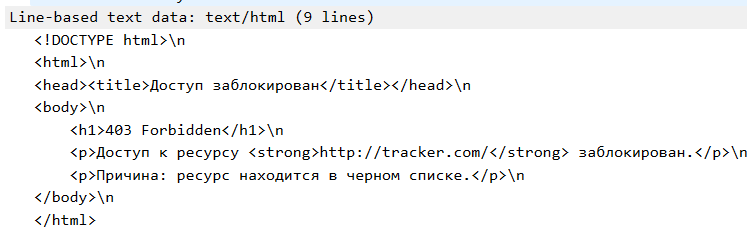 Line-based text data: text/html (9 lines)
<!DOCTYPE html>\n
<html>\n
<head><title>Доступ заблокирован</title></head>\n
<body>\n
<h1>403 Forbidden</h1>\n
<p>Доступ к ресурсу <strong>http://tracker.com/</strong> заблокирован.</p>\n
<p>Причина: ресурс находится в черном списке.</p>\n
</body>\n
</html>